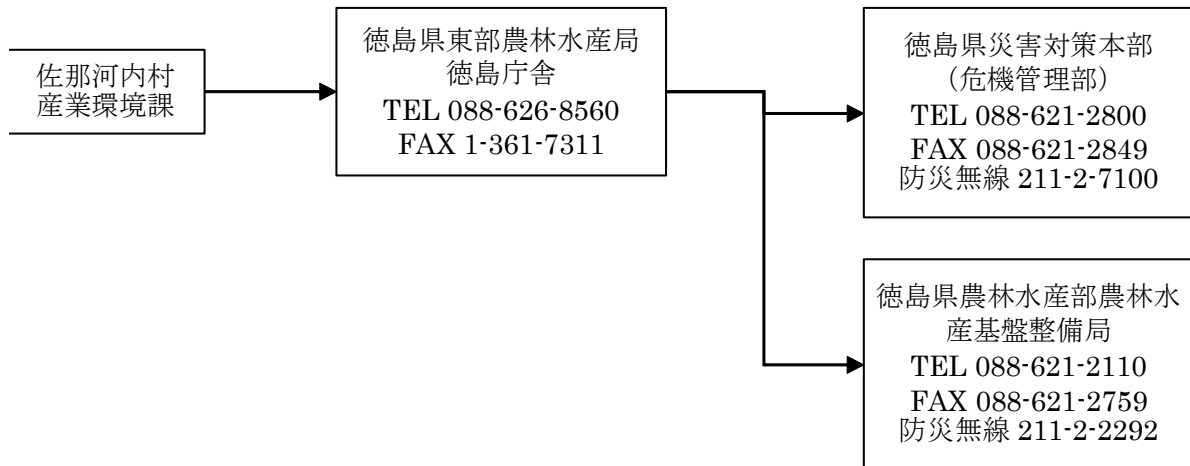 佐那河内村
産業環境課
徳島県東部農林水産局
徳島庁舎
TEL 088-626-8560
FAX 1-361-7311
徳島県災害対策本部
（危機管理部）
TEL 088-621-2800
FAX 088-621-2849
防災無線 211-2-7100
徳島県農林水産部農林水
産基盤整備局
TEL 088-621-2110
FAX 088-621-2759
防災無線 211-2-2292